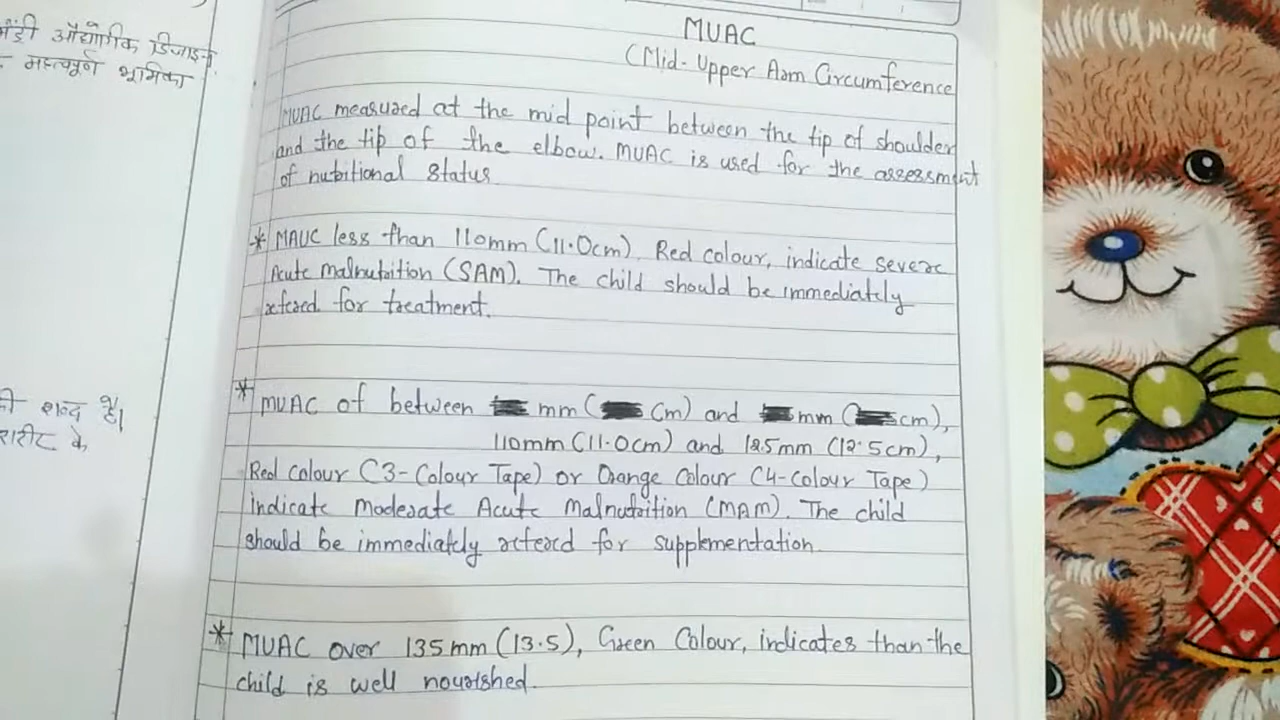 औद्योगिक डिजाइन
महत्वपूर्ण भूमिका
की शब्द है।
शरीर के
MUAC
(Mid-Upper Arm Circumference
MUAC measured at the mid point between the tip of shoulder
and the tip of the elbow. MUAC is used for the assessment
of nutritional Status
* MAUC less than 110mm (11.0cm). Red colour, indicate severe
Acute malnutrition (SAM). The child should be immediately
refered for treatment.
* MUAC of between mm ( Cm) and mm ( cm),
110mm (11.0cm) and 125mm (12.5cm),
Red colour (3-Colour Tape) or Orange Colour (4-Colour Tape)
indicate Moderate Acute Malnutrition (MAM). The child
should be immediately refered for supplementation.
* MUAC over 135mm (13.5), Green Colour, indicates than the
child is well nourished.